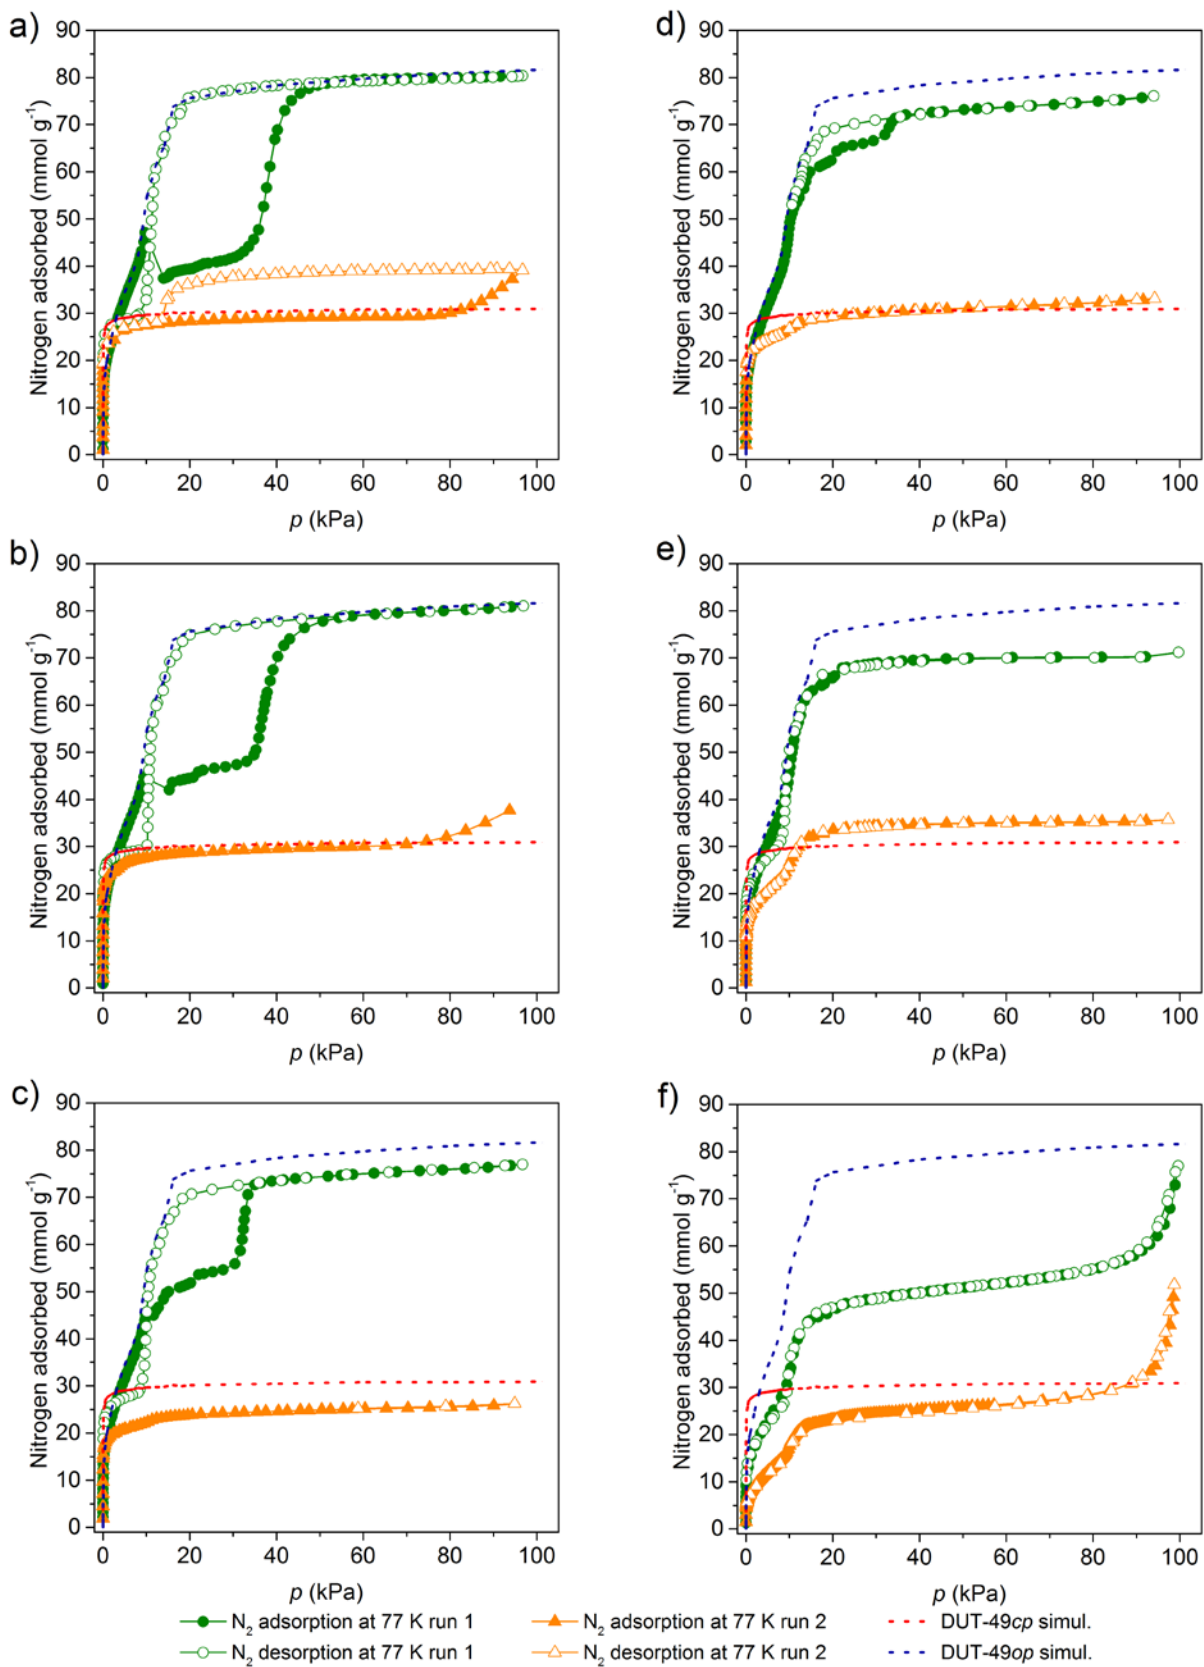 a)
90
80
70
60
50
40
30
20
10
0
Nitrogen adsorbed (mmol g⁻¹)
0 20 40 60 80 100
p (kPa)
d)
90
80
70
60
50
40
30
20
10
0
Nitrogen adsorbed (mmol g⁻¹)
0 20 40 60 80 100
p (kPa)
b)
90
80
70
60
50
40
30
20
10
0
Nitrogen adsorbed (mmol g⁻¹)
0 20 40 60 80 100
p (kPa)
e)
90
80
70
60
50
40
30
20
10
0
Nitrogen adsorbed (mmol g⁻¹)
0 20 40 60 80 100
p (kPa)
c)
90
80
70
60
50
40
30
20
10
0
Nitrogen adsorbed (mmol g⁻¹)
0 20 40 60 80 100
p (kPa)
f)
90
80
70
60
50
40
30
20
10
0
Nitrogen adsorbed (mmol g⁻¹)
0 20 40 60 80 100
p (kPa)
N₂ adsorption at 77 K run 1
N₂ adsorption at 77 K run 2
DUT-49cp simul.
N₂ desorption at 77 K run 1
N₂ desorption at 77 K run 2
DUT-49op simul.